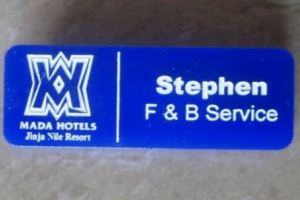 MADA HOTELS
Jinja Nile Resort
Stephen
F & B Service